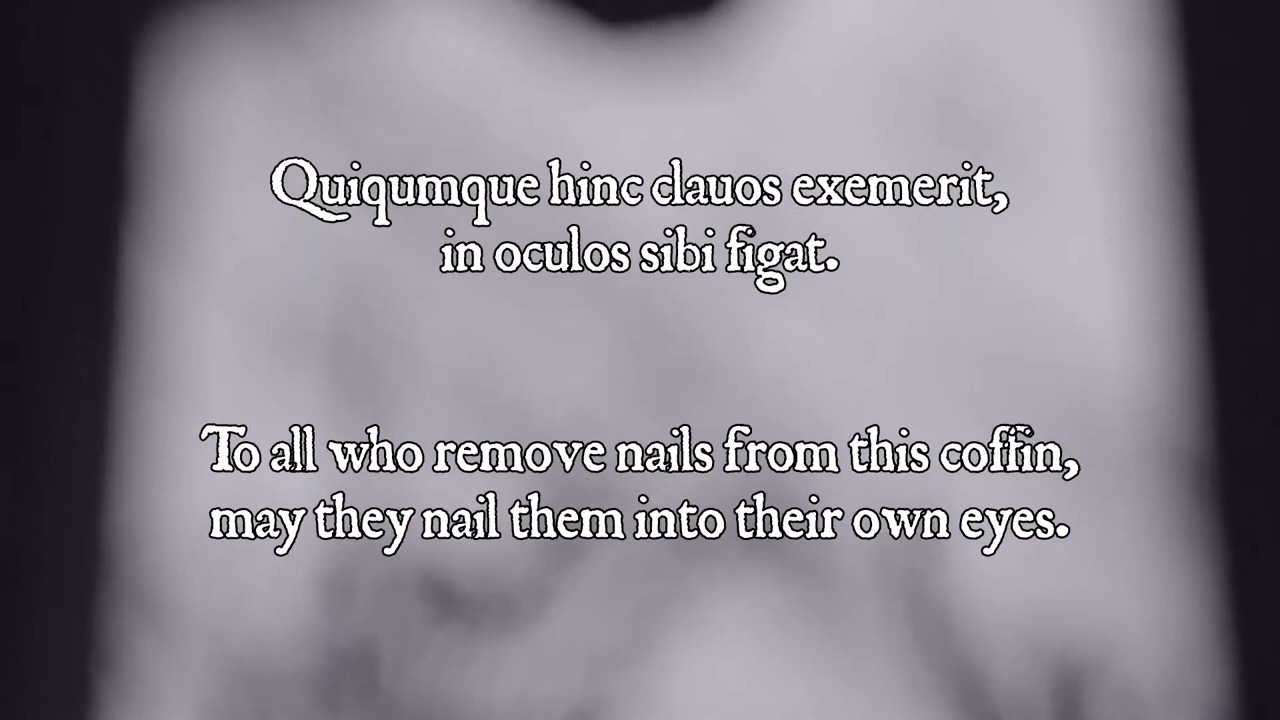 Quiqumque hinc clauos exemerit,
in oculos sibi figat.
To all who remove nails from this coffin,
may they nail them into their own eyes.